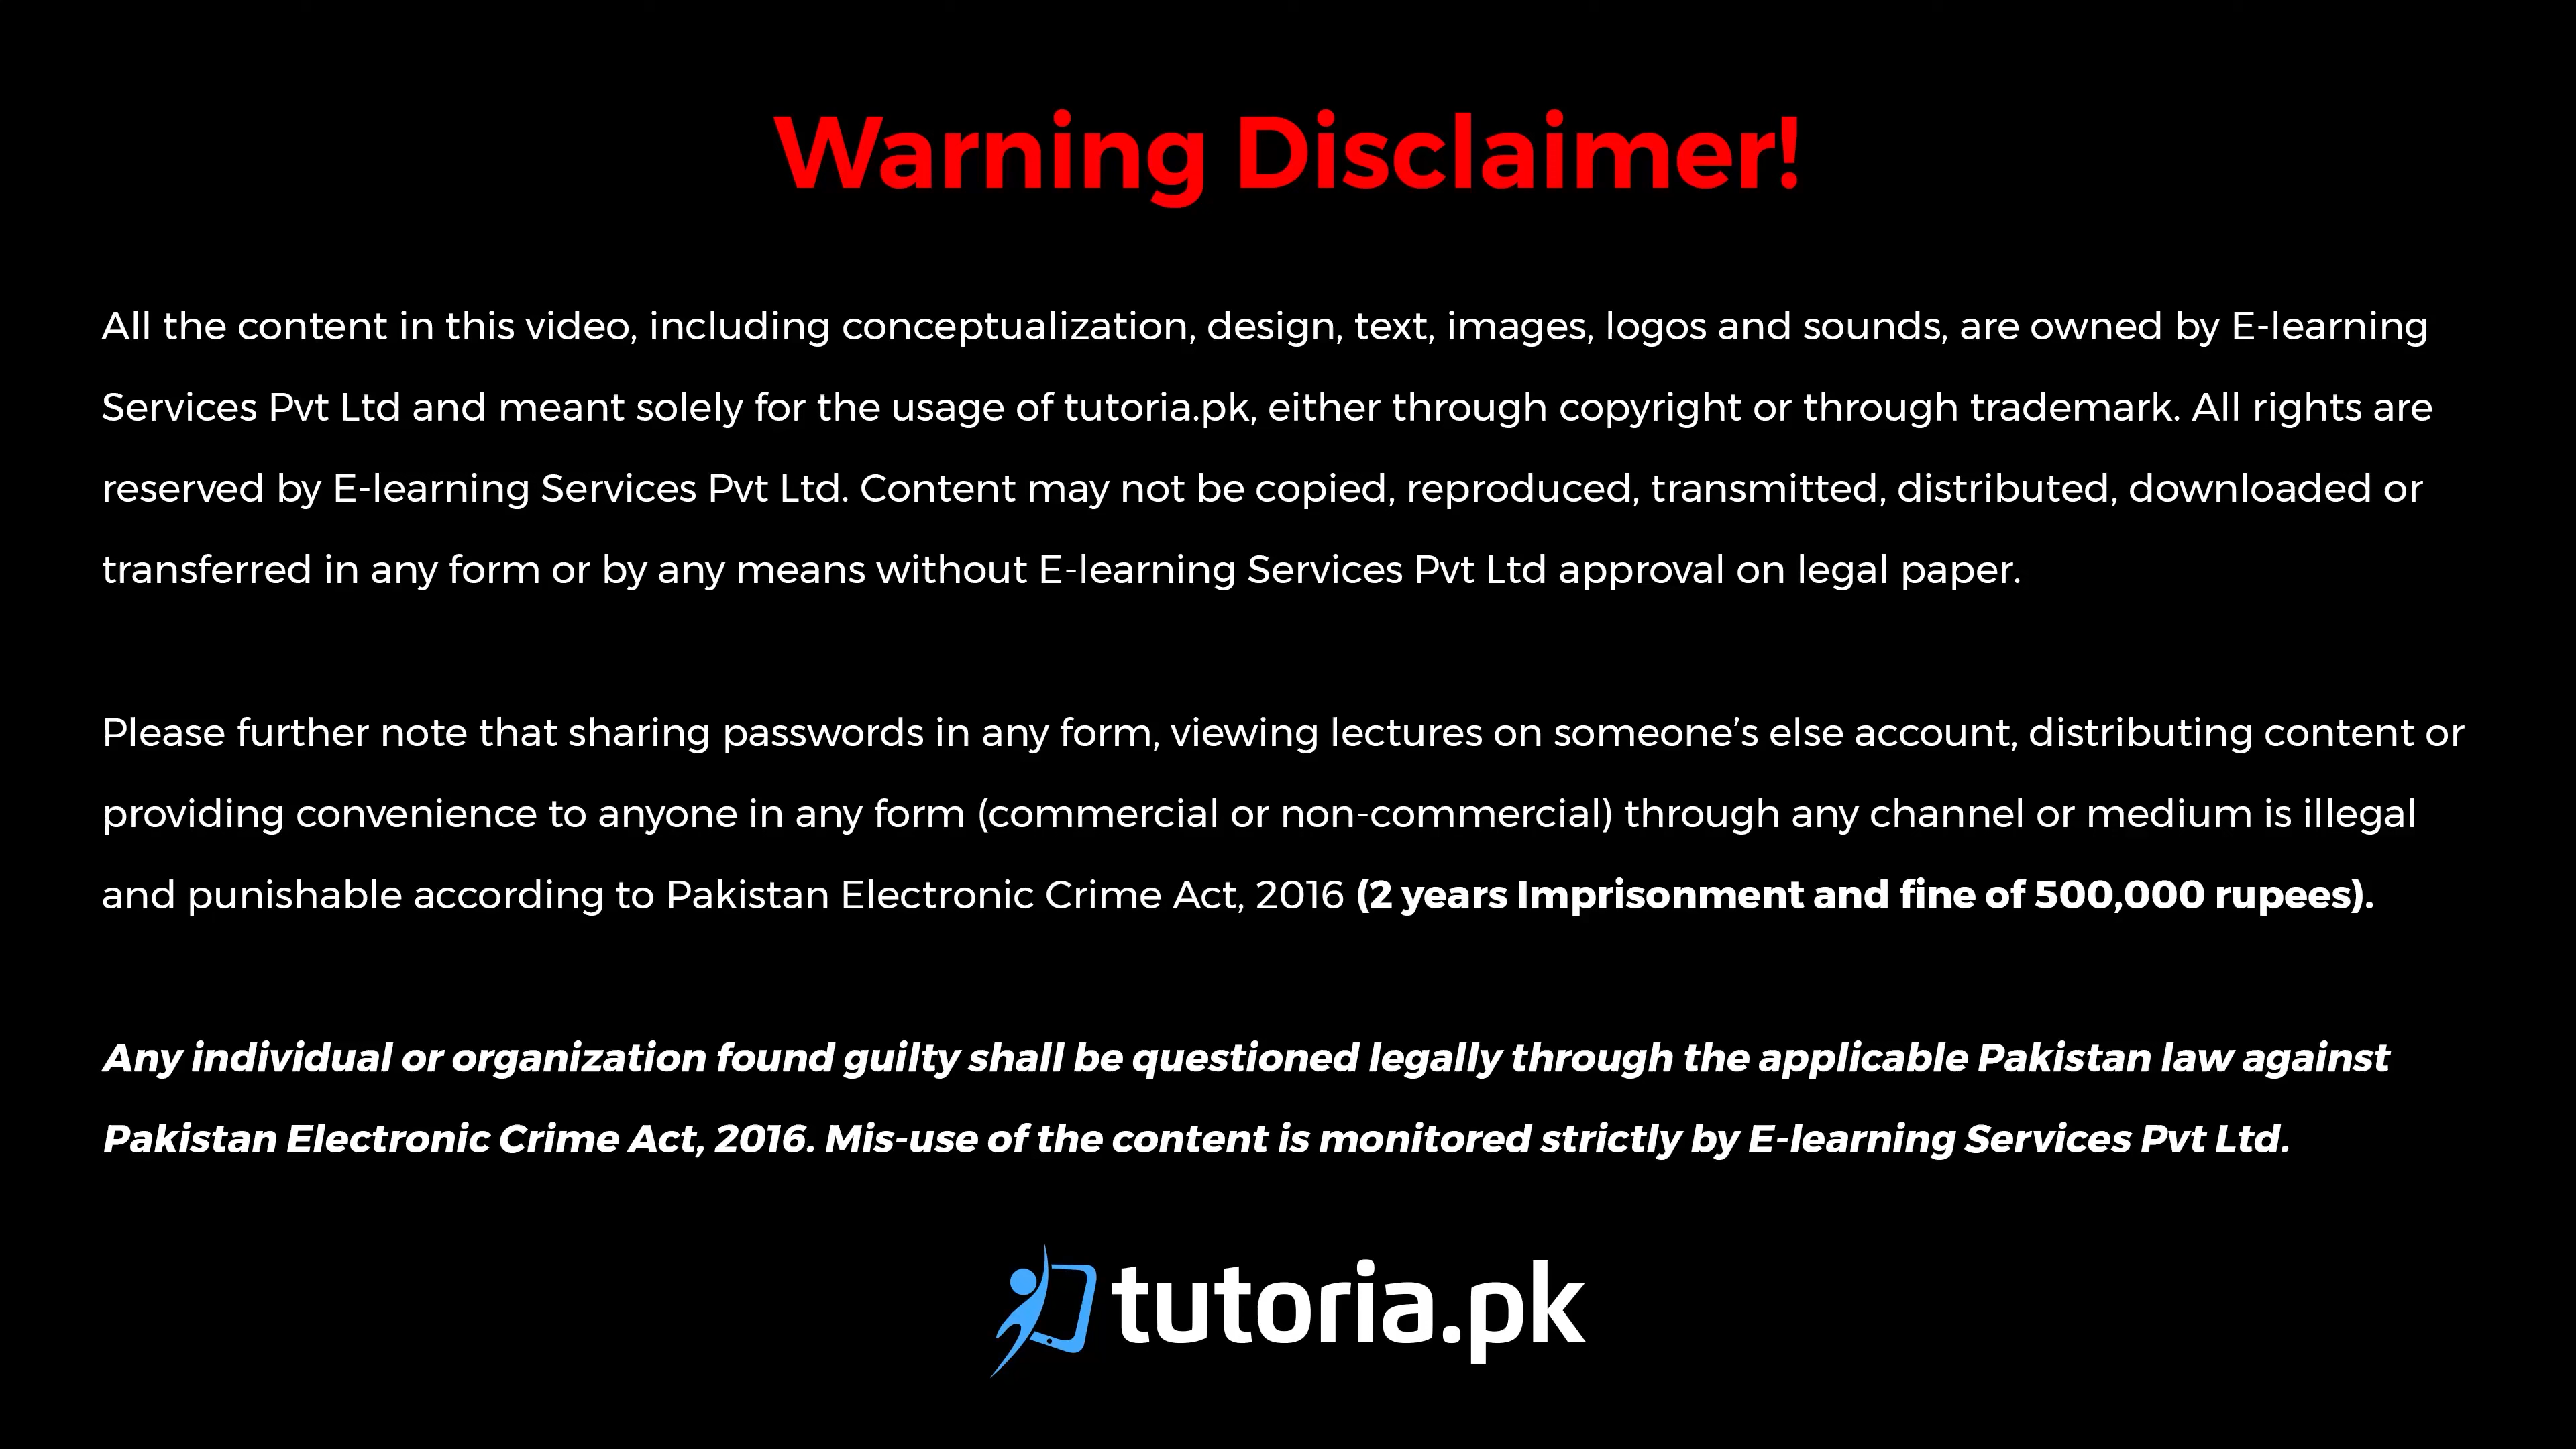 Warning Disclaimer!
All the content in this video, including conceptualization, design, text, images, logos and sounds, are owned by E-learning
Services Pvt Ltd and meant solely for the usage of tutoria.pk, either through copyright or through trademark. All rights are
reserved by E-learning Services Pvt Ltd. Content may not be copied, reproduced, transmitted, distributed, downloaded or
transferred in any form or by any means without E-learning Services Pvt Ltd approval on legal paper.
Please further note that sharing passwords in any form, viewing lectures on someone’s else account, distributing content or
providing convenience to anyone in any form (commercial or non-commercial) through any channel or medium is illegal
and punishable according to Pakistan Electronic Crime Act, 2016 (2 years Imprisonment and fine of 500,000 rupees).
Any individual or organization found guilty shall be questioned legally through the applicable Pakistan law against
Pakistan Electronic Crime Act, 2016. Mis-use of the content is monitored strictly by E-learning Services Pvt Ltd.
tutoria.pk